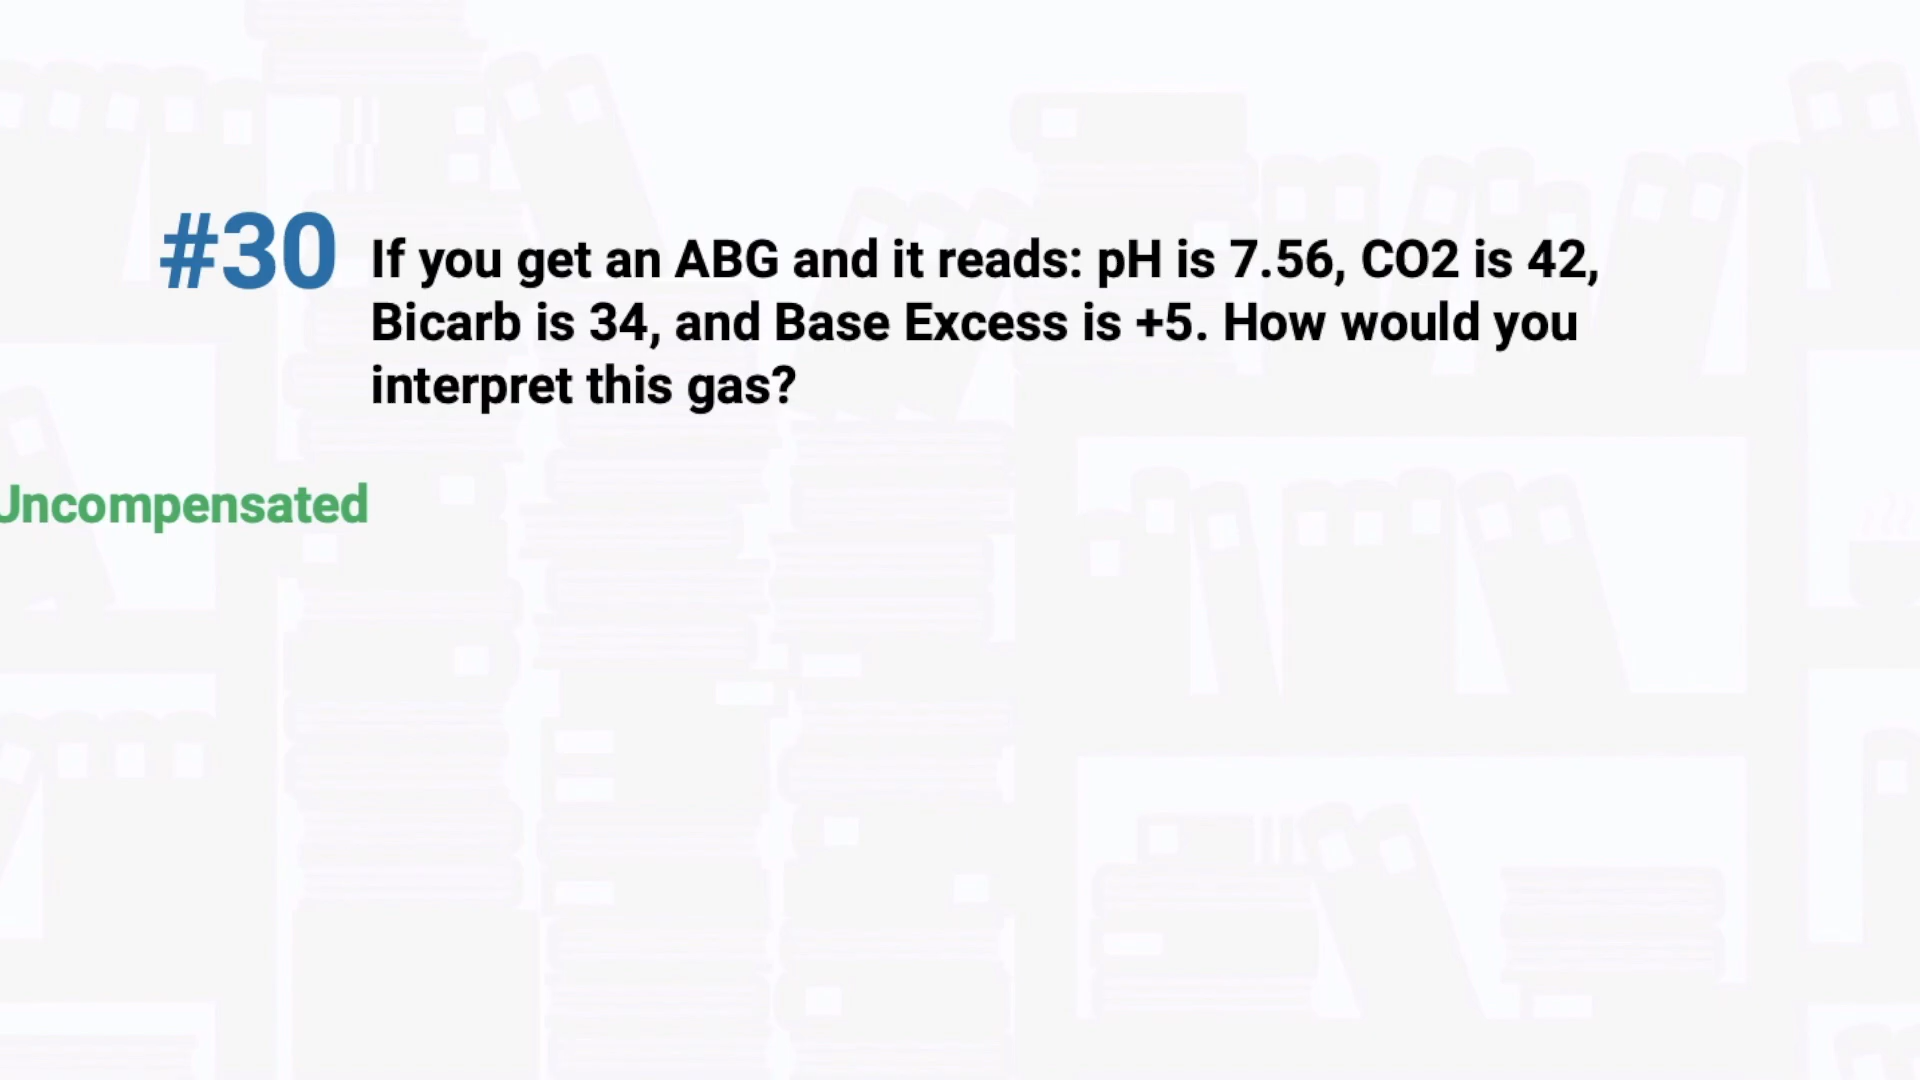 #30 If you get an ABG and it reads: pH is 7.56, CO2 is 42,
Bicarb is 34, and Base Excess is +5. How would you
interpret this gas?
Uncompensated